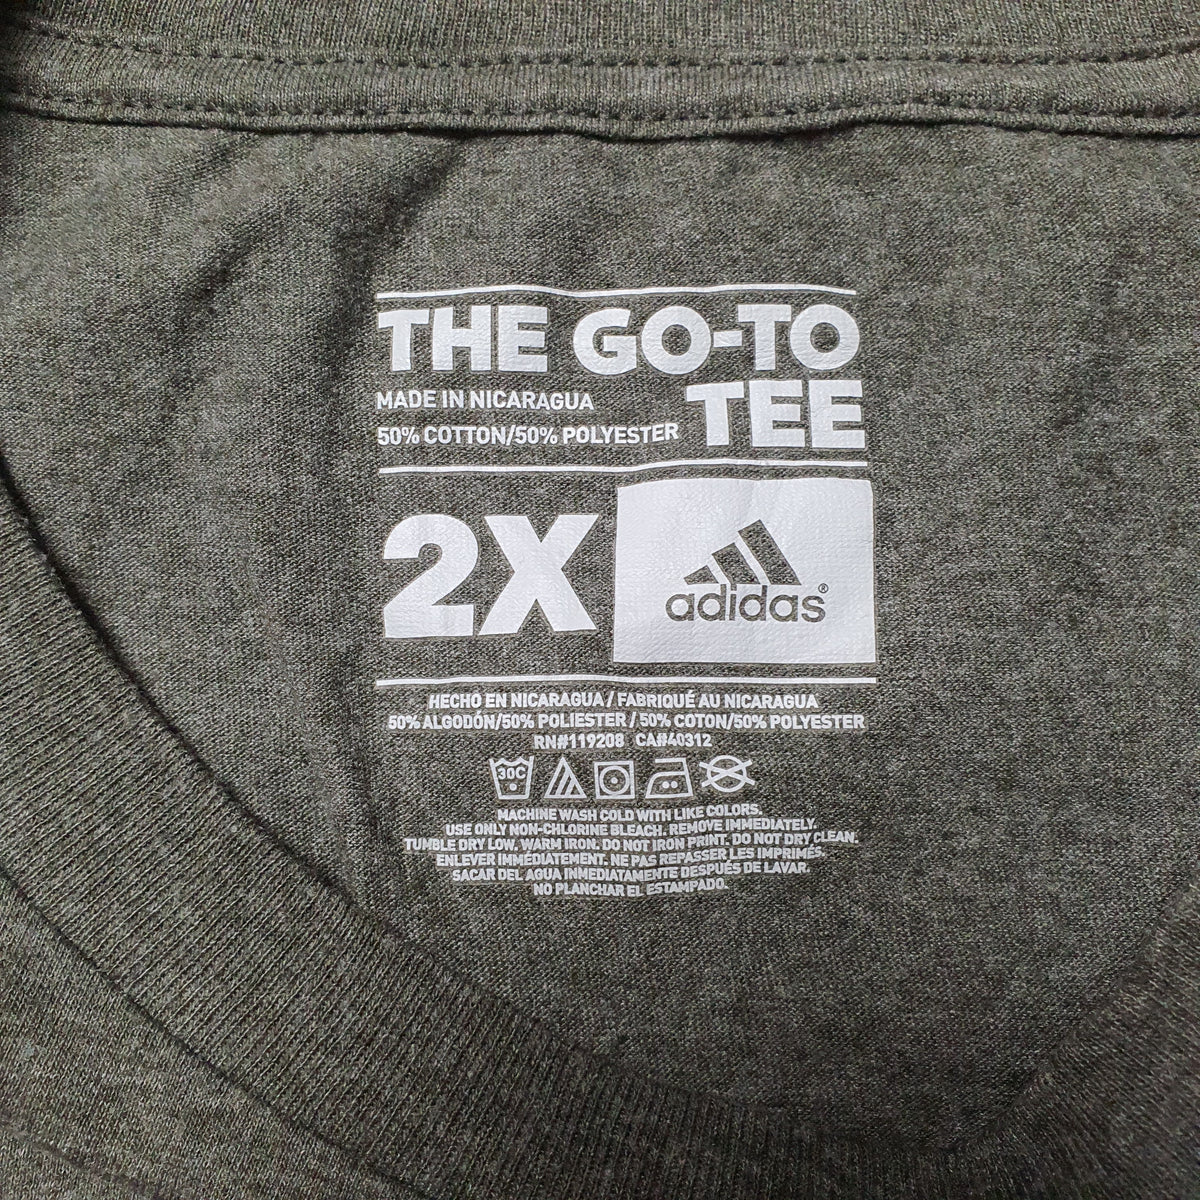 THE GO-TO
TEE
MADE IN NICARAGUA
50% COTTON/50% POLYESTER
2X
adidas®
HECHO EN NICARAGUA / FABRIQUÉ AU NICARAGUA
50% ALGODÓN/50% POLIESTER / 50% COTON/50% POLYESTER
RN#119208 CA#40312
30C
MACHINE WASH COLD WITH LIKE COLORS.
USE ONLY NON-CHLORINE BLEACH. REMOVE IMMEDIATELY.
TUMBLE DRY LOW. WARM IRON. DO NOT IRON PRINT. DO NOT DRY CLEAN.
ENLEVER IMMÉDIATEMENT. NE PAS REPASSER LES IMPRIMÉS.
SACAR DEL AGUA INMEDIATAMENTE DESPUÉS DE LAVAR.
NO PLANCHAR EL ESTAMPADO.